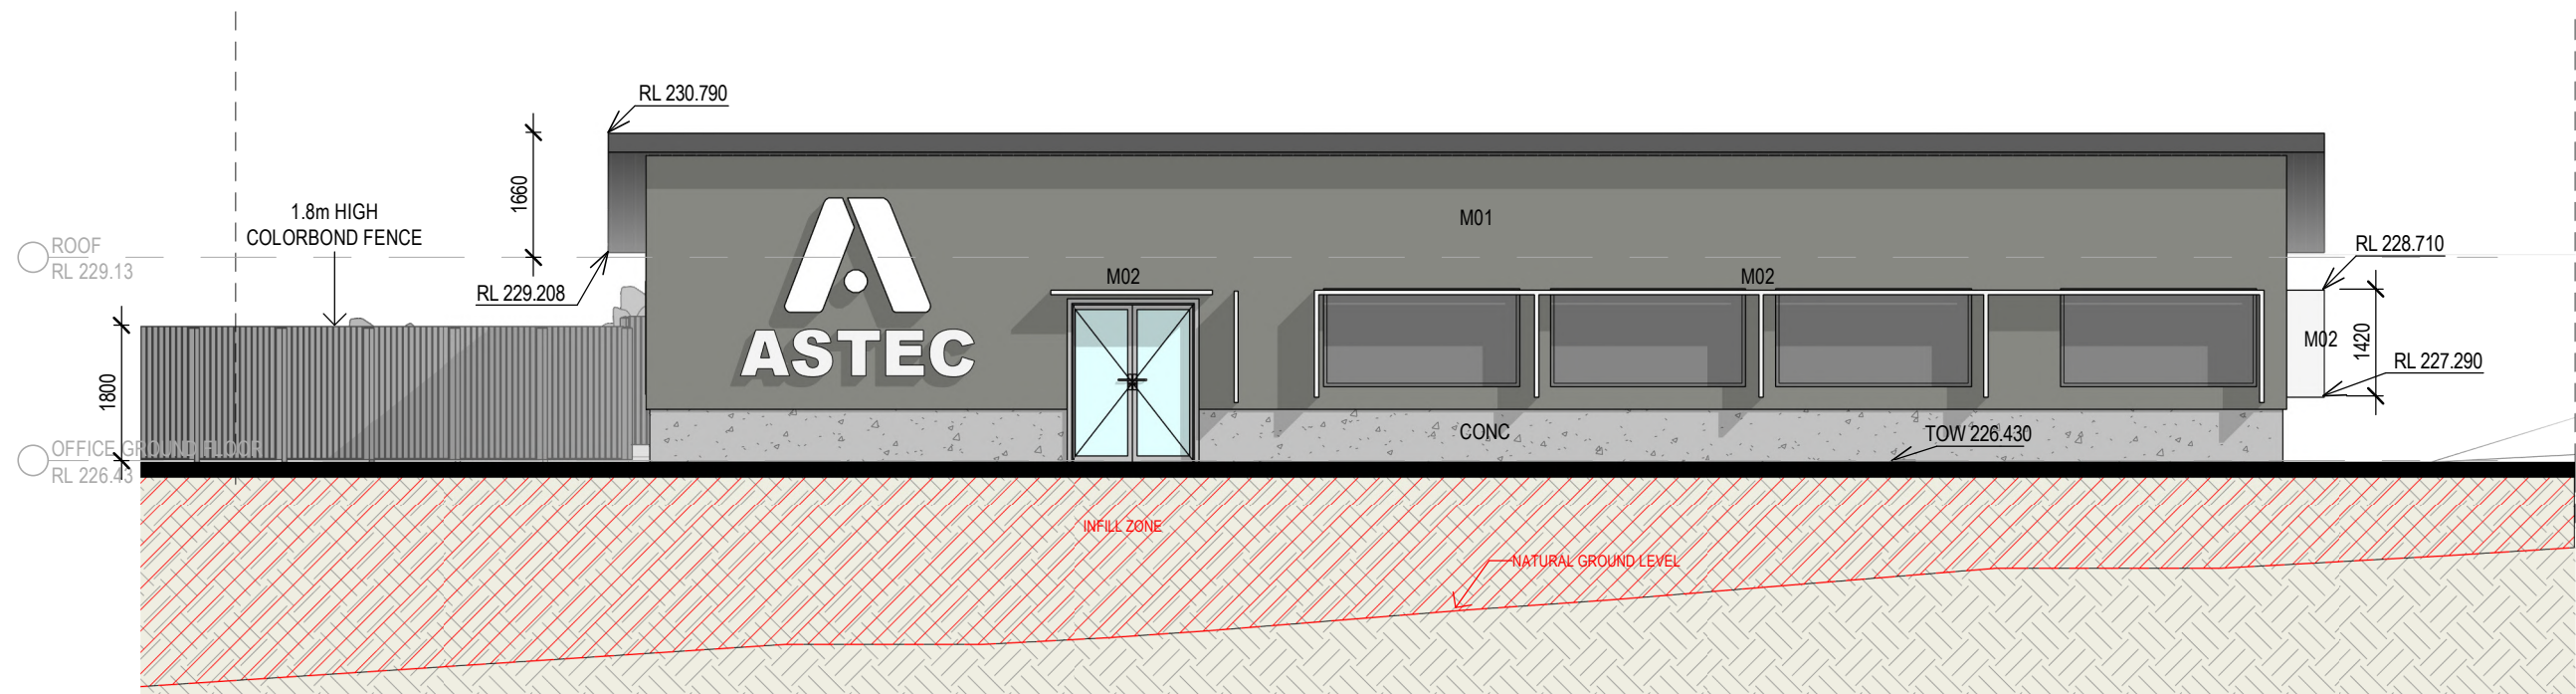 RL 230.790
1660
1.8m HIGH
COLORBOND FENCE
M01
ROOF
RL 229.13
RL 228.710
RL 229.208
M02
M02
M02
1420
ASTEC
RL 227.290
1800
CONC
TOW 226.430
OFFICE GROUND FLOOR
RL 226.43
INFILL ZONE
NATURAL GROUND LEVEL